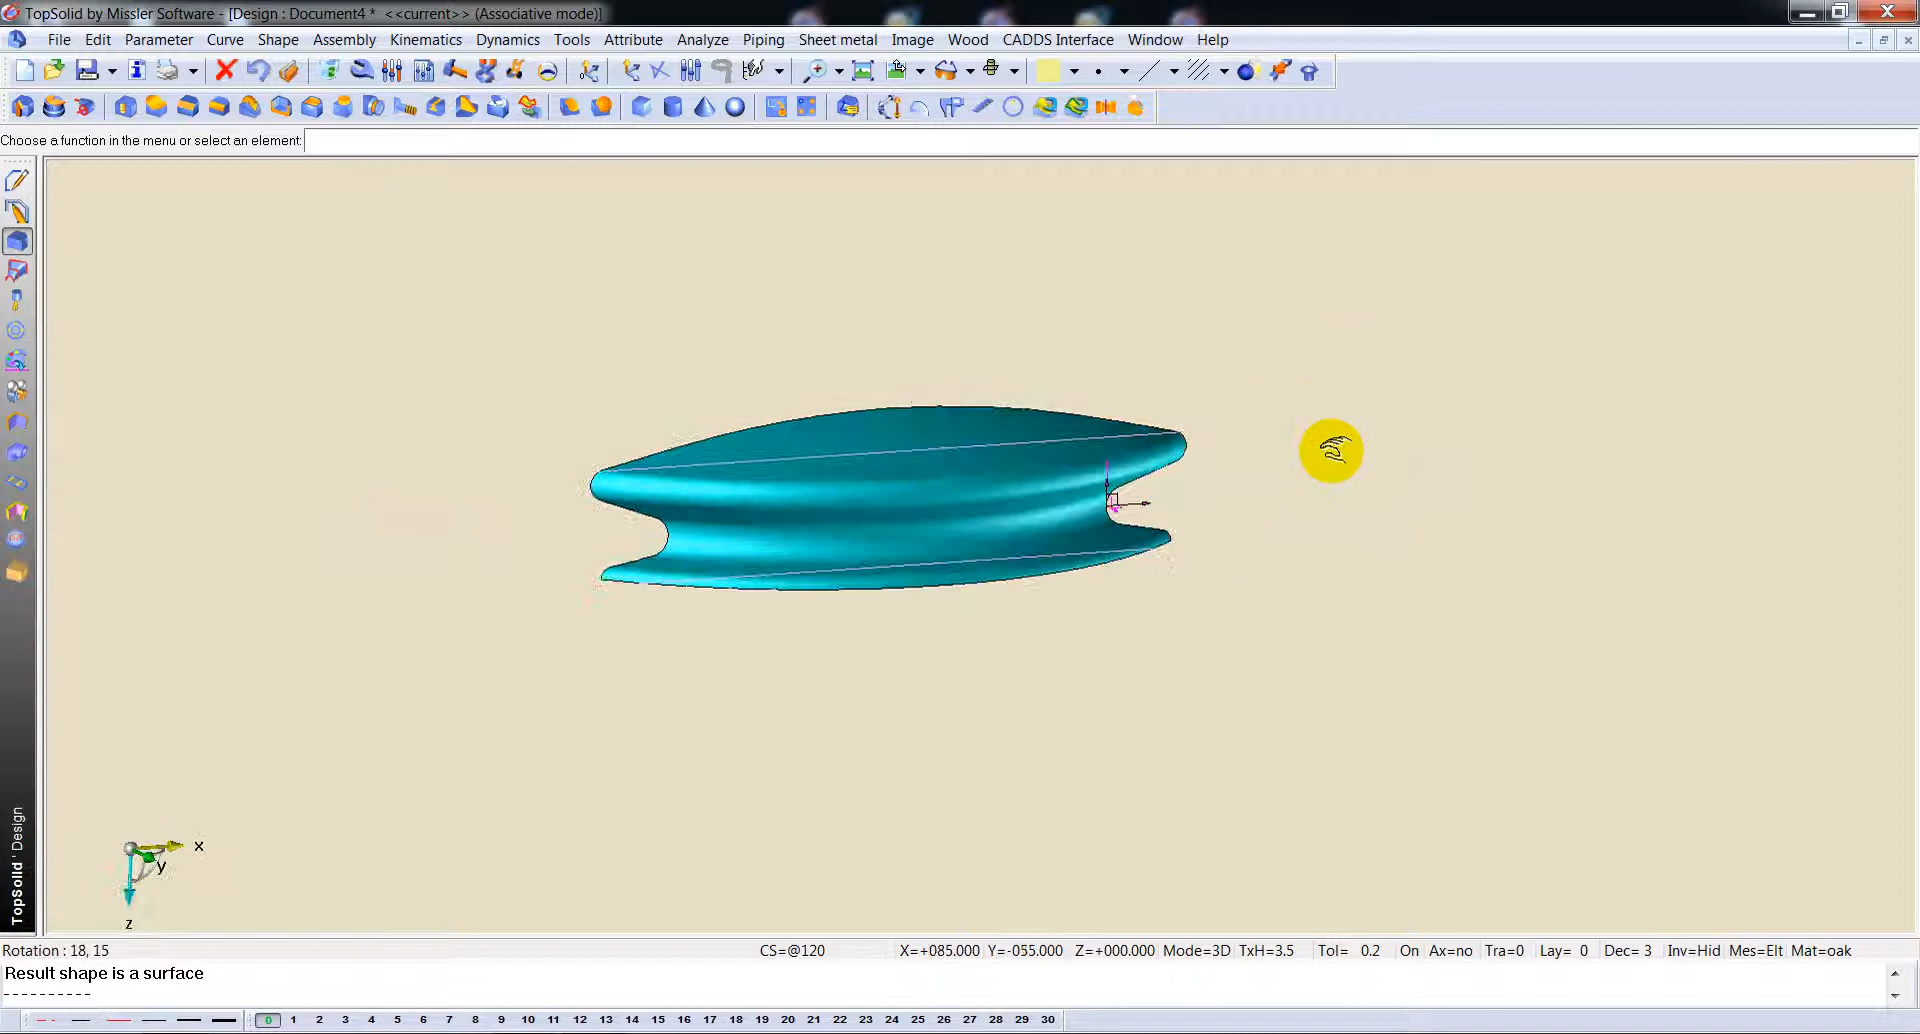 TopSolid by Missler Software - [Design : Document4 *  <<current>> (Associative mode)]
File Edit Parameter Curve Shape Assembly Kinematics Dynamics Tools Attribute Analyze Piping Sheet metal Image Wood CADDS Interface Window Help
Choose a function in the menu or select an element:
TopSolid ' Design
x
y
z
Rotation : 18, 15 CS=@120 X=+085.000 Y=-055.000 Z=+000.000 Mode=3D TxH=3.5 Tol= 0.2 On Ax=no Tra=0 Lay= 0 Dec= 3 Inv=Hid Mes=Elt Mat=oak
Result shape is a surface
----------
0 1 2 3 4 5 6 7 8 9 10 11 12 13 14 15 16 17 18 19 20 21 22 23 24 25 26 27 28 29 30